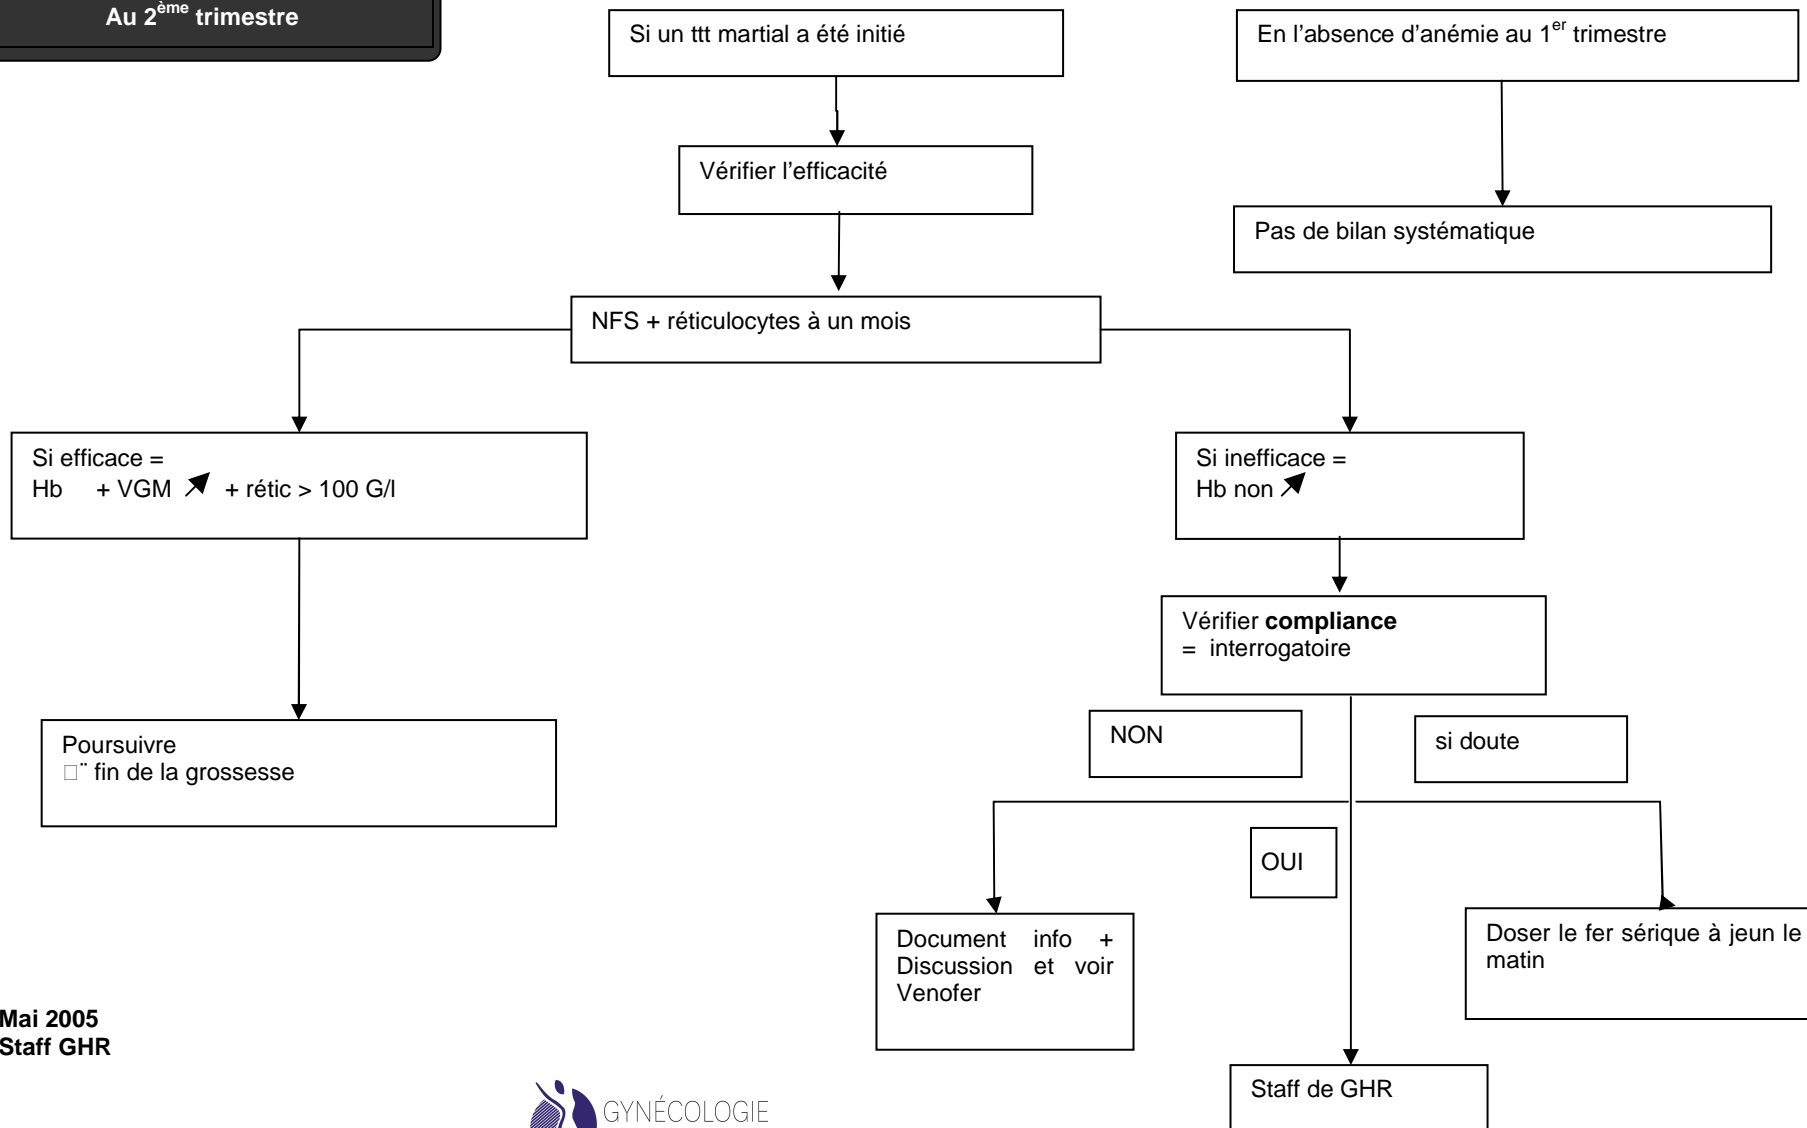 Au 2ème trimestre
Si un ttt martial a été initié
En l'absence d'anémie au 1er trimestre
Vérifier l'efficacité
Pas de bilan systématique
NFS + réticulocytes à un mois
Si efficace =
Hb + VGM ➚ + rétic > 100 G/l
Si inefficace =
Hb non ➚
Vérifier compliance
= interrogatoire
NON
si doute
Poursuivre
□¨ fin de la grossesse
OUI
Document info +
Discussion et voir
Venofer
Doser le fer sérique à jeun le
matin
Mai 2005
Staff GHR
Staff de GHR
GYNÉCOLOGIE